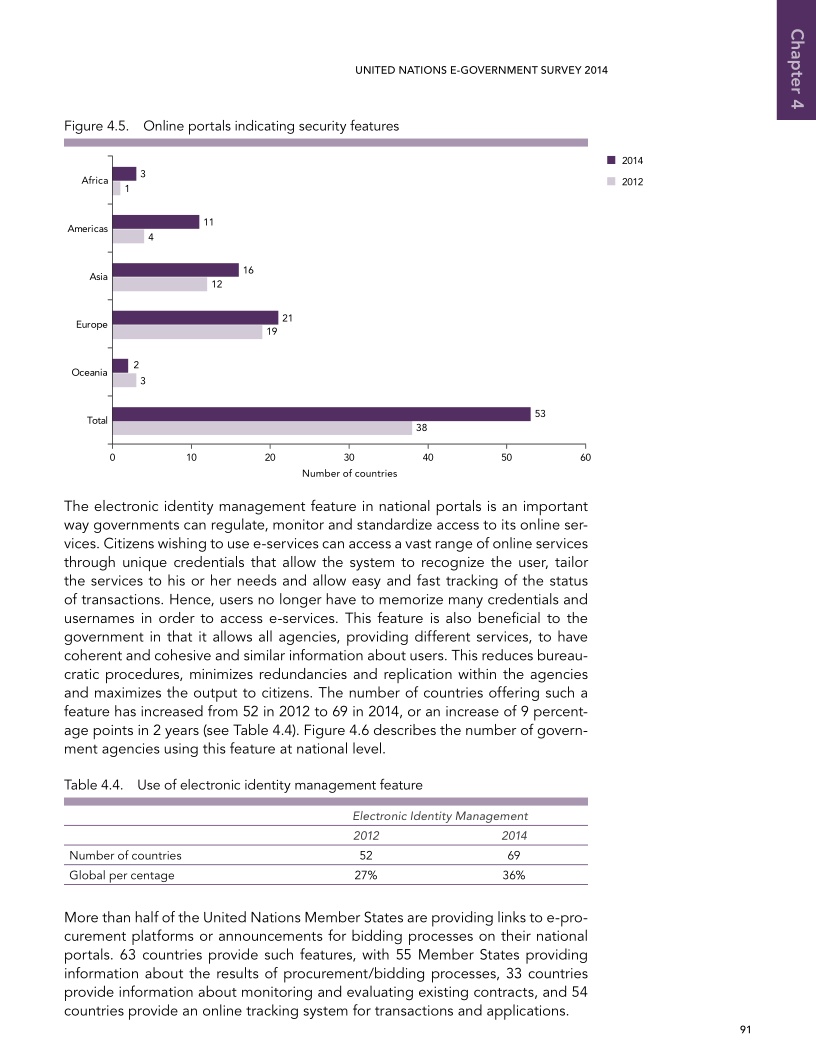 Chapter 4
UNITED NATIONS E-GOVERNMENT SURVEY 2014
Figure 4.5. Online portals indicating security features
2014
2012
Africa
3
1
Americas
11
4
Asia
16
12
Europe
21
19
Oceania
2
3
Total
53
38
0 10 20 30 40 50 60
Number of countries
The electronic identity management feature in national portals is an important
way governments can regulate, monitor and standardize access to its online ser-
vices. Citizens wishing to use e-services can access a vast range of online services
through unique credentials that allow the system to recognize the user, tailor
the services to his or her needs and allow easy and fast tracking of the status
of transactions. Hence, users no longer have to memorize many credentials and
usernames in order to access e-services. This feature is also beneficial to the
government in that it allows all agencies, providing different services, to have
coherent and cohesive and similar information about users. This reduces bureau-
cratic procedures, minimizes redundancies and replication within the agencies
and maximizes the output to citizens. The number of countries offering such a
feature has increased from 52 in 2012 to 69 in 2014, or an increase of 9 percent-
age points in 2 years (see Table 4.4). Figure 4.6 describes the number of govern-
ment agencies using this feature at national level.
Table 4.4. Use of electronic identity management feature
Electronic Identity Management
2012 2014
Number of countries 52 69
Global per centage 27% 36%
More than half of the United Nations Member States are providing links to e-pro-
curement platforms or announcements for bidding processes on their national
portals. 63 countries provide such features, with 55 Member States providing
information about the results of procurement/bidding processes, 33 countries
provide information about monitoring and evaluating existing contracts, and 54
countries provide an online tracking system for transactions and applications.
91